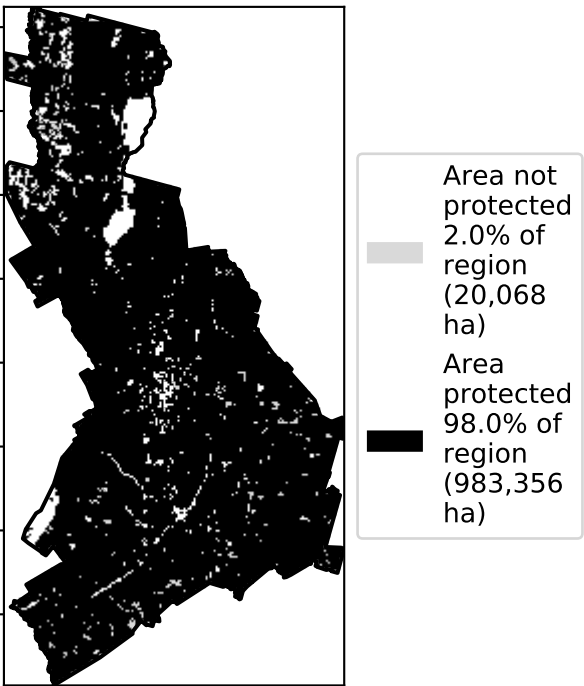 Area not
protected
2.0% of
region
(20,068
ha)
Area
protected
98.0% of
region
(983,356
ha)